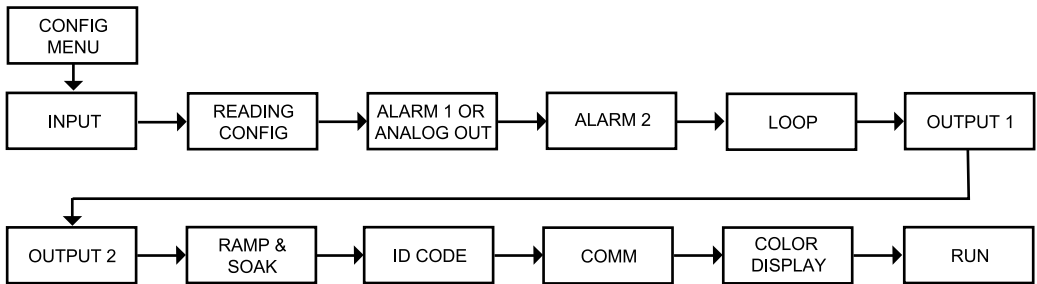 CONFIG
MENU
INPUT
READING
CONFIG
ALARM 1 OR
ANALOG OUT
ALARM 2
LOOP
OUTPUT 1
OUTPUT 2
RAMP &
SOAK
ID CODE
COMM
COLOR
DISPLAY
RUN